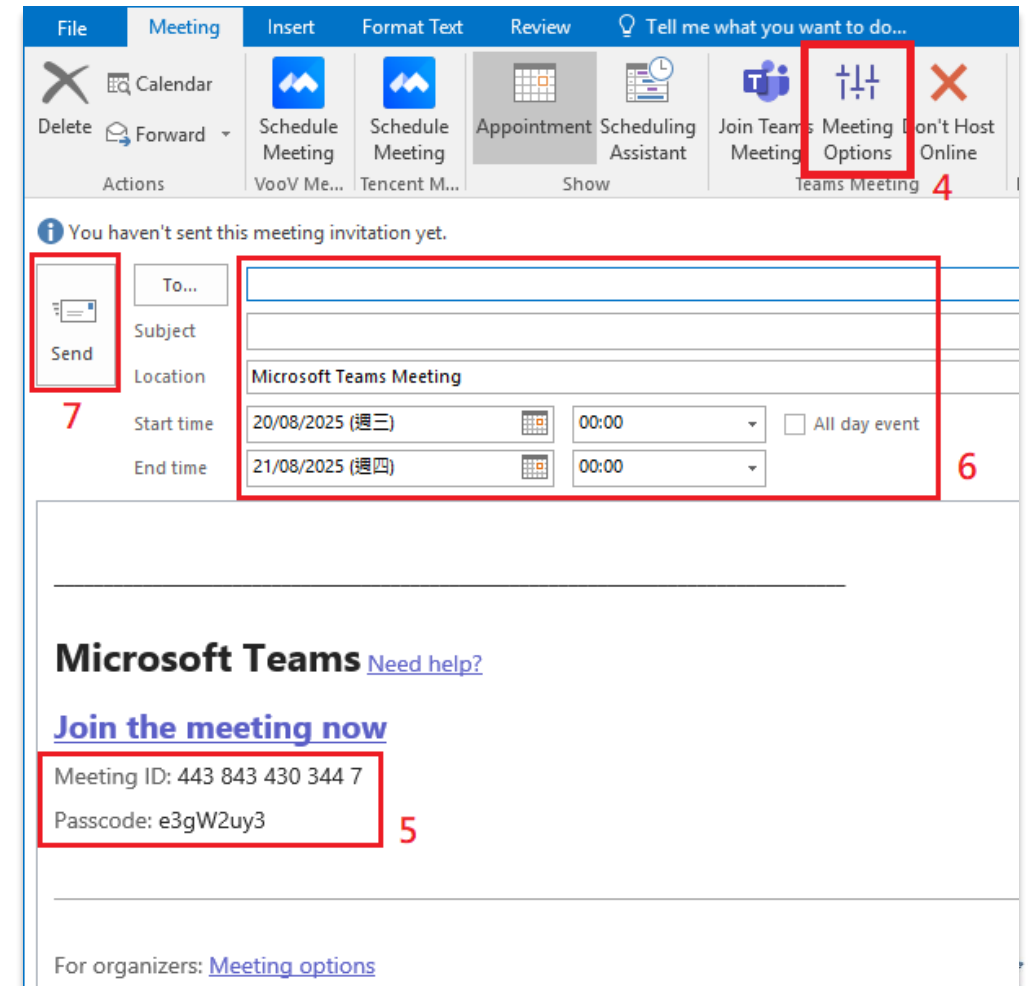 File Meeting Insert Format Text Review Tell me what you want to do...
Delete Calendar Forward
Schedule Meeting Schedule Meeting Appointment Scheduling Assistant Join Teams Meeting Meeting Options Don't Host Online
Actions VooV Me... Tencent M... Show Teams Meeting 4
You haven't sent this meeting invitation yet.
To...
Subject
Send
Location Microsoft Teams Meeting
7
Start time 20/08/2025 (週三) 00:00 All day event
End time 21/08/2025 (週四) 00:00 6
Microsoft Teams Need help?
Join the meeting now
Meeting ID: 443 843 430 344 7
Passcode: e3gW2uy3
5
For organizers: Meeting options